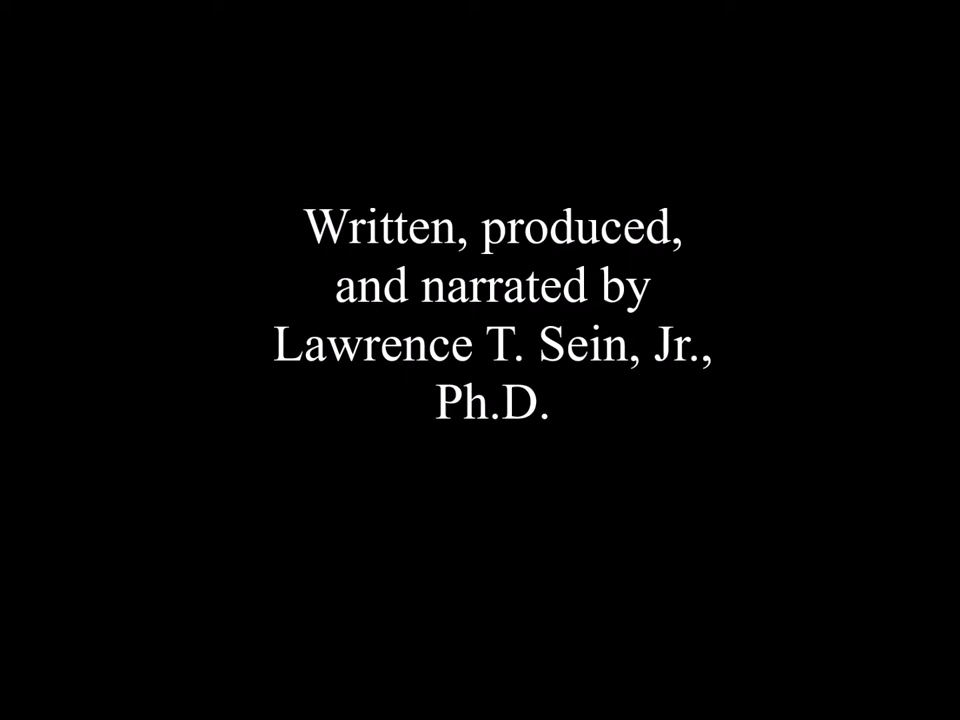 Written, produced,
and narrated by
Lawrence T. Sein, Jr.,
Ph.D.